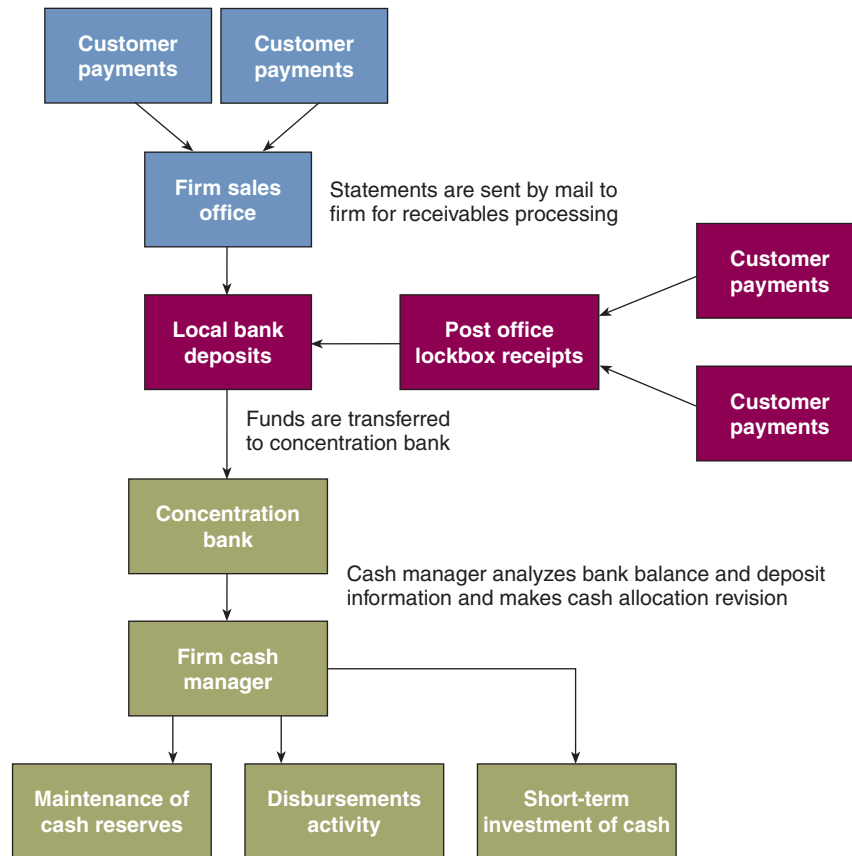 Customer
payments
Customer
payments
Firm sales
office
Statements are sent by mail to
firm for receivables processing
Customer
payments
Local bank
deposits
Post office
lockbox receipts
Customer
payments
Funds are transferred
to concentration bank
Concentration
bank
Cash manager analyzes bank balance and deposit
information and makes cash allocation revision
Firm cash
manager
Maintenance of
cash reserves
Disbursements
activity
Short-term
investment of cash